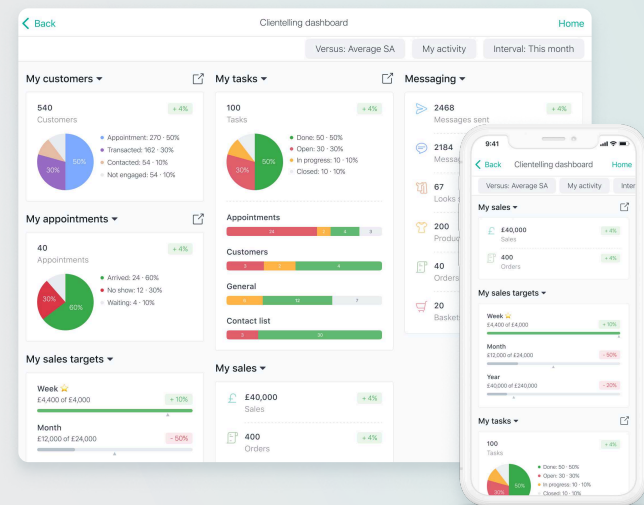 Back
Clientelling dashboard
Home
Versus: Average SA
My activity
Interval: This month
My customers
540
Customers
+ 4%
50%
30%
Appointment: 270 · 50%
Transacted: 162 · 30%
Contacted: 54 · 10%
Not engaged: 54 · 10%
My appointments
40
Appointments
+ 4%
30%
60%
Arrived: 24 · 60%
No show: 12 · 30%
Waiting: 4 · 10%
My sales targets
Week
£4,400 of £4,000
+ 10%
Month
£12,000 of £24,000
- 50%
My tasks
100
Tasks
+ 4%
50%
30%
Done: 50 · 50%
Open: 30 · 30%
In progress: 10 · 10%
Closed: 10 · 10%
Appointments
Customers
General
Contact list
My sales
£40,000
Sales
+ 4%
400
Orders
+ 4%
Messaging
2468
Messages sent
+ 4%
2184
67
Looks
200
40
Orders
20
9:41
Back
Clientelling dashboard
Home
Versus: Average SA
My activity
Inter
My sales
£40,000
Sales
+ 4%
400
Orders
+ 4%
My sales targets
Week
£4,400 of £4,000
+ 10%
Month
£12,000 of £24,000
- 50%
Year
£40,000 of £240,000
- 20%
My tasks
100
Tasks
+ 4%
50%
30%
Done: 50 · 50%
Open: 30 · 30%
In progress: 10 · 10%
Closed: 10 · 10%